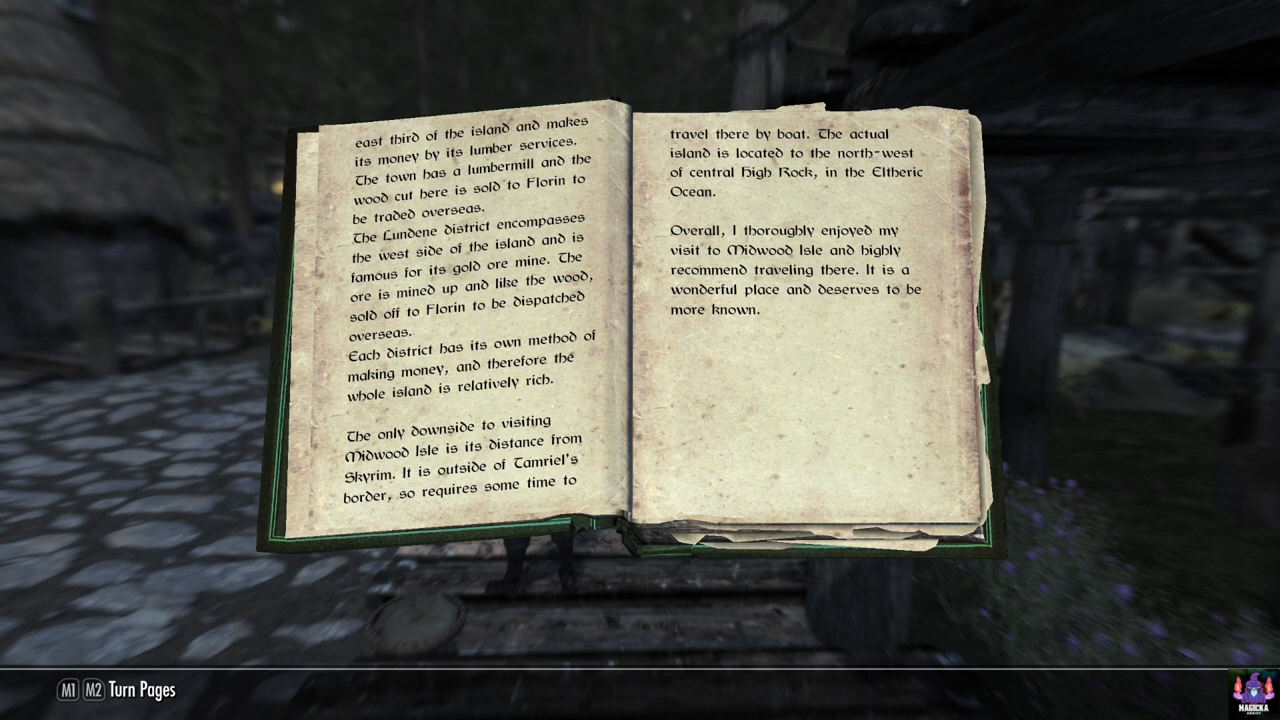 east third of the island and makes
its money by its lumber services.
The town has a lumbermill and the
wood cut here is sold to Florin to
be traded overseas.
The Lundene district encompasses
the west side of the island and is
famous for its gold ore mine. The
ore is mined up and like the wood,
sold off to Florin to be dispatched
overseas.
Each district has its own method of
making money, and therefore the
whole island is relatively rich.
The only downside to visiting
Midwood Isle is its distance from
Skyrim. It is outside of Tamriel's
border, so requires some time to
travel there by boat. The actual
island is located to the north-west
of central High Rock, in the Eltheric
Ocean.
Overall, I thoroughly enjoyed my
visit to Midwood Isle and highly
recommend traveling there. It is a
wonderful place and deserves to be
more known.
M1 M2 Turn Pages
MAGICKA